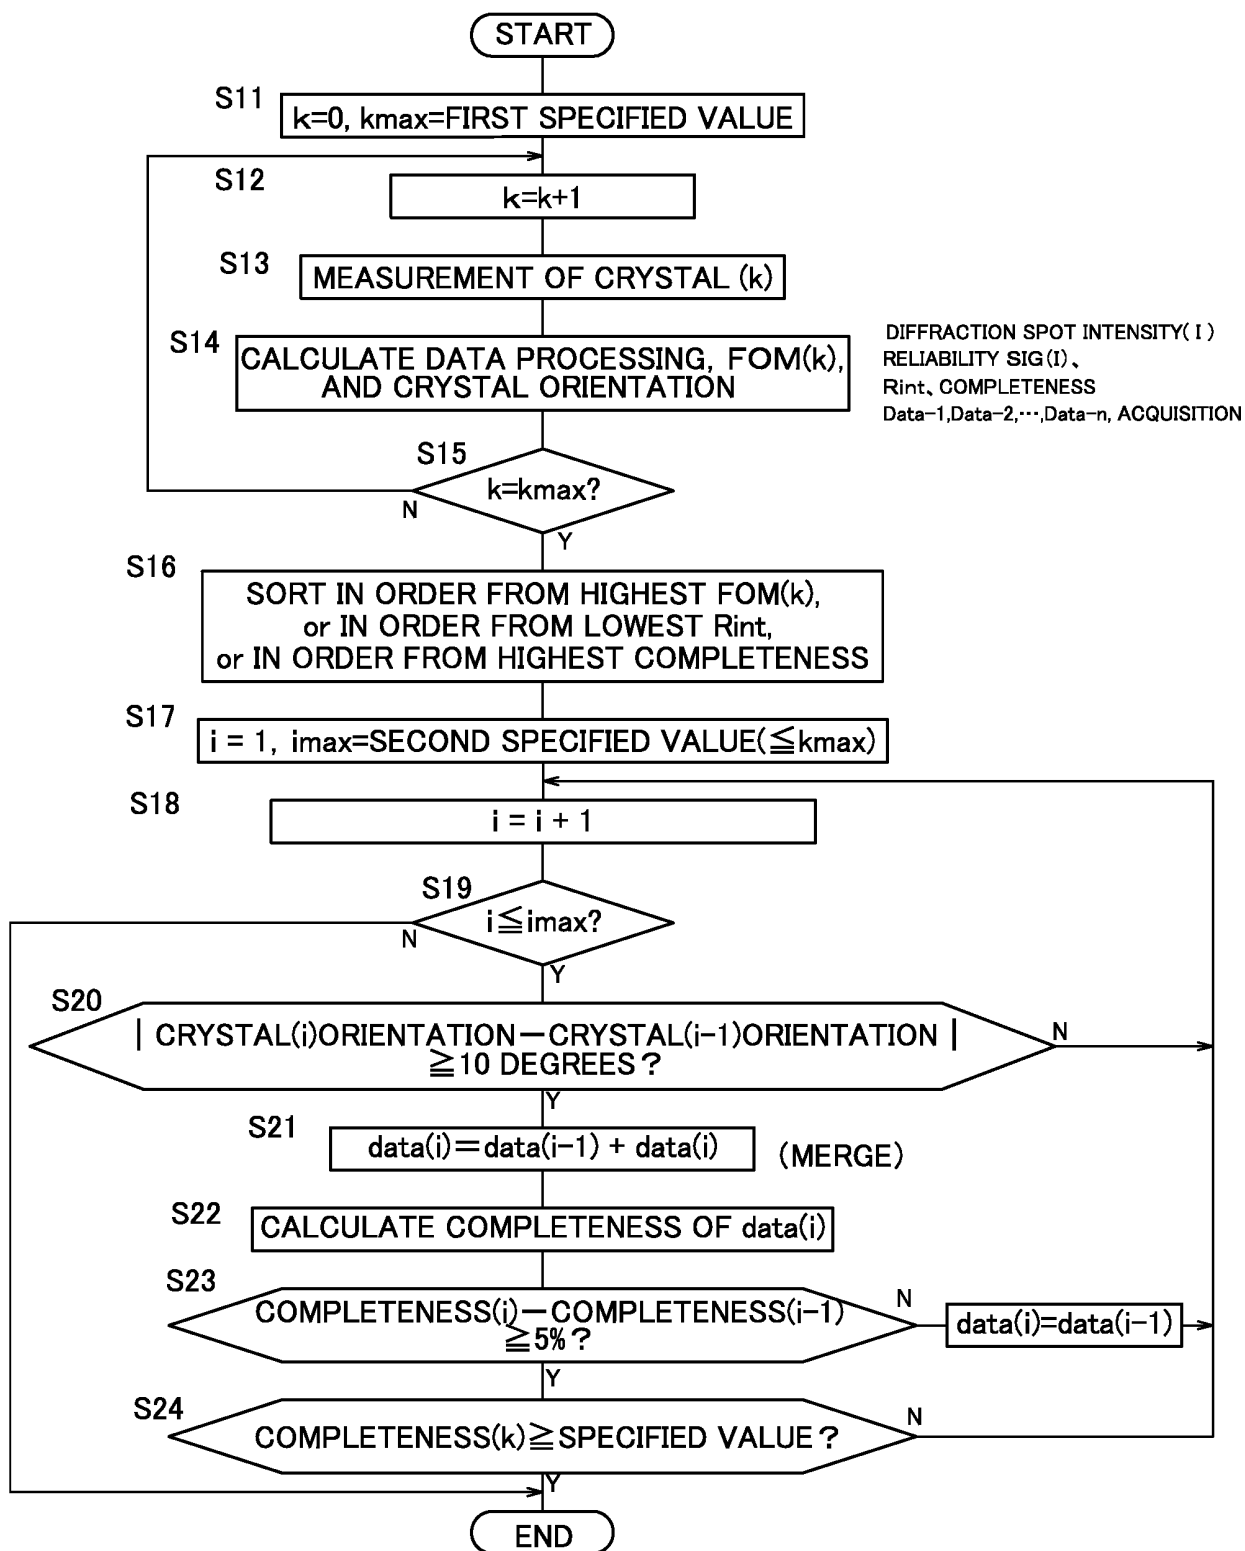 START
S11
k=0, kmax=FIRST SPECIFIED VALUE
S12
k=k+1
S13
MEASUREMENT OF CRYSTAL (k)
S14
CALCULATE DATA PROCESSING, FOM(k),
AND CRYSTAL ORIENTATION
DIFFRACTION SPOT INTENSITY( I )
RELIABILITY SIG(I)、
Rint、COMPLETENESS
Data-1,Data-2,…,Data-n, ACQUISITION
S15
k=kmax?
N
Y
S16
SORT IN ORDER FROM HIGHEST FOM(k),
or IN ORDER FROM LOWEST Rint,
or IN ORDER FROM HIGHEST COMPLETENESS
S17
i = 1, imax=SECOND SPECIFIED VALUE(≦kmax)
S18
i = i + 1
S19
i≦imax?
N
Y
S20
| CRYSTAL(i)ORIENTATION－CRYSTAL(i-1)ORIENTATION |
≧10 DEGREES?
N
Y
S21
data(i)=data(i-1) + data(i)
(MERGE)
S22
CALCULATE COMPLETENESS OF data(i)
S23
COMPLETENESS(i)－COMPLETENESS(i-1)
≧5%?
N
data(i)=data(i-1)
Y
S24
COMPLETENESS(k)≧SPECIFIED VALUE?
N
Y
END